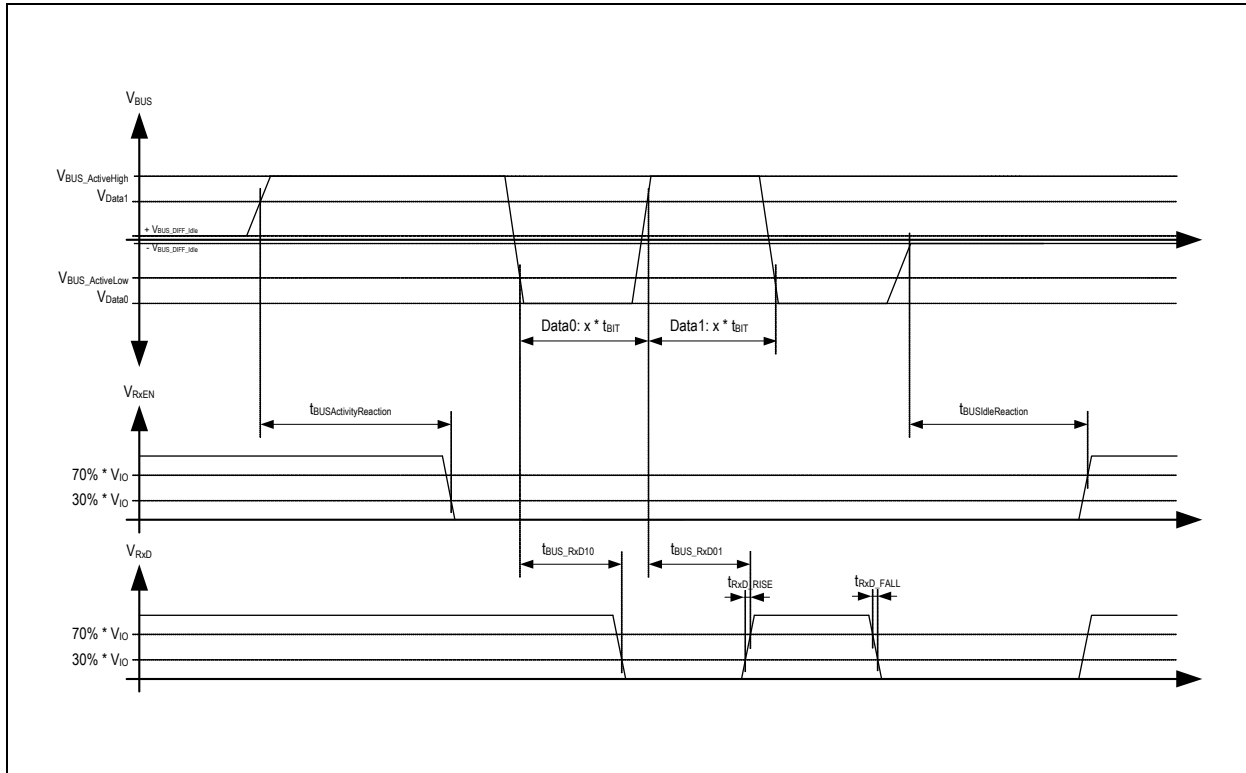 VBUS
VBUS_ActiveHigh
VData1
+ VBUS_DIFF_Idle
- VBUS_DIFF_Idle
VBUS_ActiveLow
VData0
Data0: x * tBIT
Data1: x * tBIT
VRxEN
tBUSActivityReaction
tBUSIdleReaction
70% * VIO
30% * VIO
VRxD
tBUS_RxD10
tBUS_RxD01
tRxD_RISE
tRxD_FALL
70% * VIO
30% * VIO